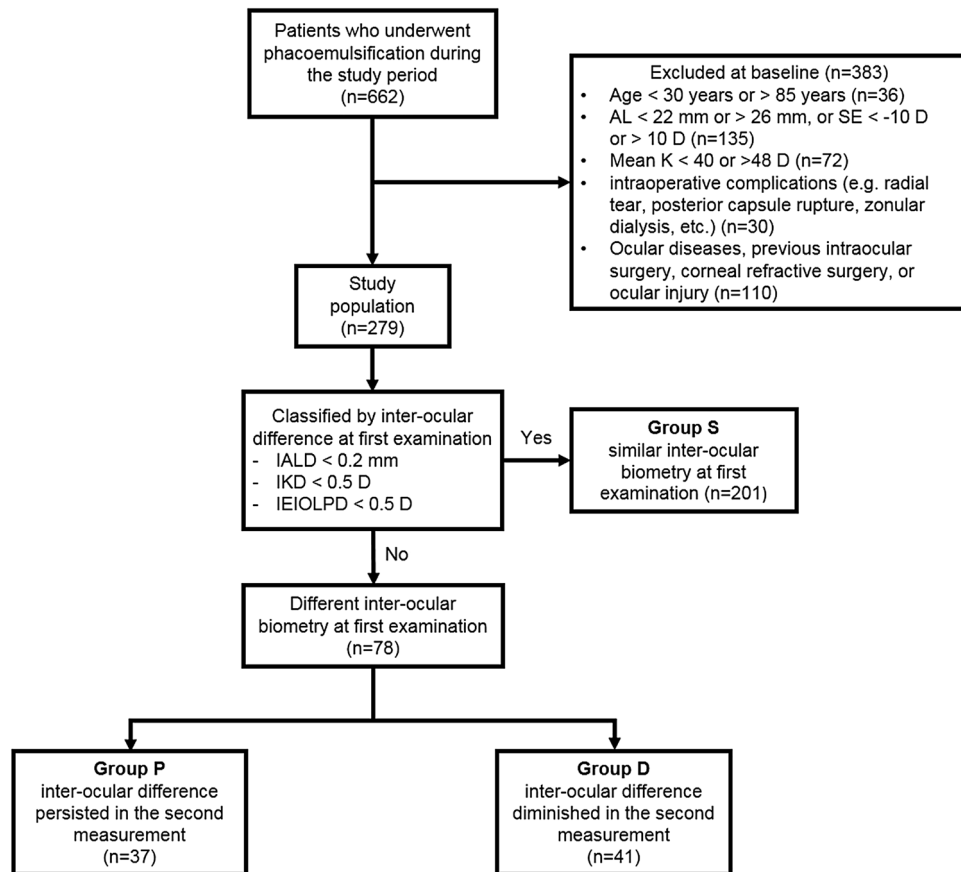 Patients who underwent
phacoemulsification during
the study period
(n=662)
Excluded at baseline (n=383)
• Age < 30 years or > 85 years (n=36)
• AL < 22 mm or > 26 mm, or SE < -10 D
or > 10 D (n=135)
• Mean K < 40 or >48 D (n=72)
• intraoperative complications (e.g. radial
tear, posterior capsule rupture, zonular
dialysis, etc.) (n=30)
• Ocular diseases, previous intraocular
surgery, corneal refractive surgery, or
ocular injury (n=110)
Study
population
(n=279)
Classified by inter-ocular
difference at first examination
- IALD < 0.2 mm
- IKD < 0.5 D
- IEIOLPD < 0.5 D
Yes
Group S
similar inter-ocular
biometry at first
examination (n=201)
No
Different inter-ocular
biometry at first examination
(n=78)
Group P
inter-ocular difference
persisted in the second
measurement
(n=37)
Group D
inter-ocular difference
diminished in the second
measurement
(n=41)